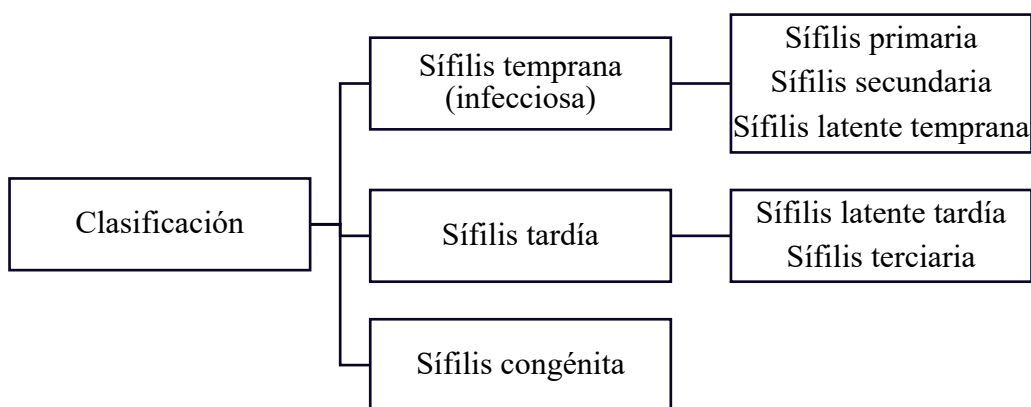 Clasificación
Sífilis temprana
(infecciosa)
Sífilis primaria
Sífilis secundaria
Sífilis latente temprana
Sífilis tardía
Sífilis latente tardía
Sífilis terciaria
Sífilis congénita